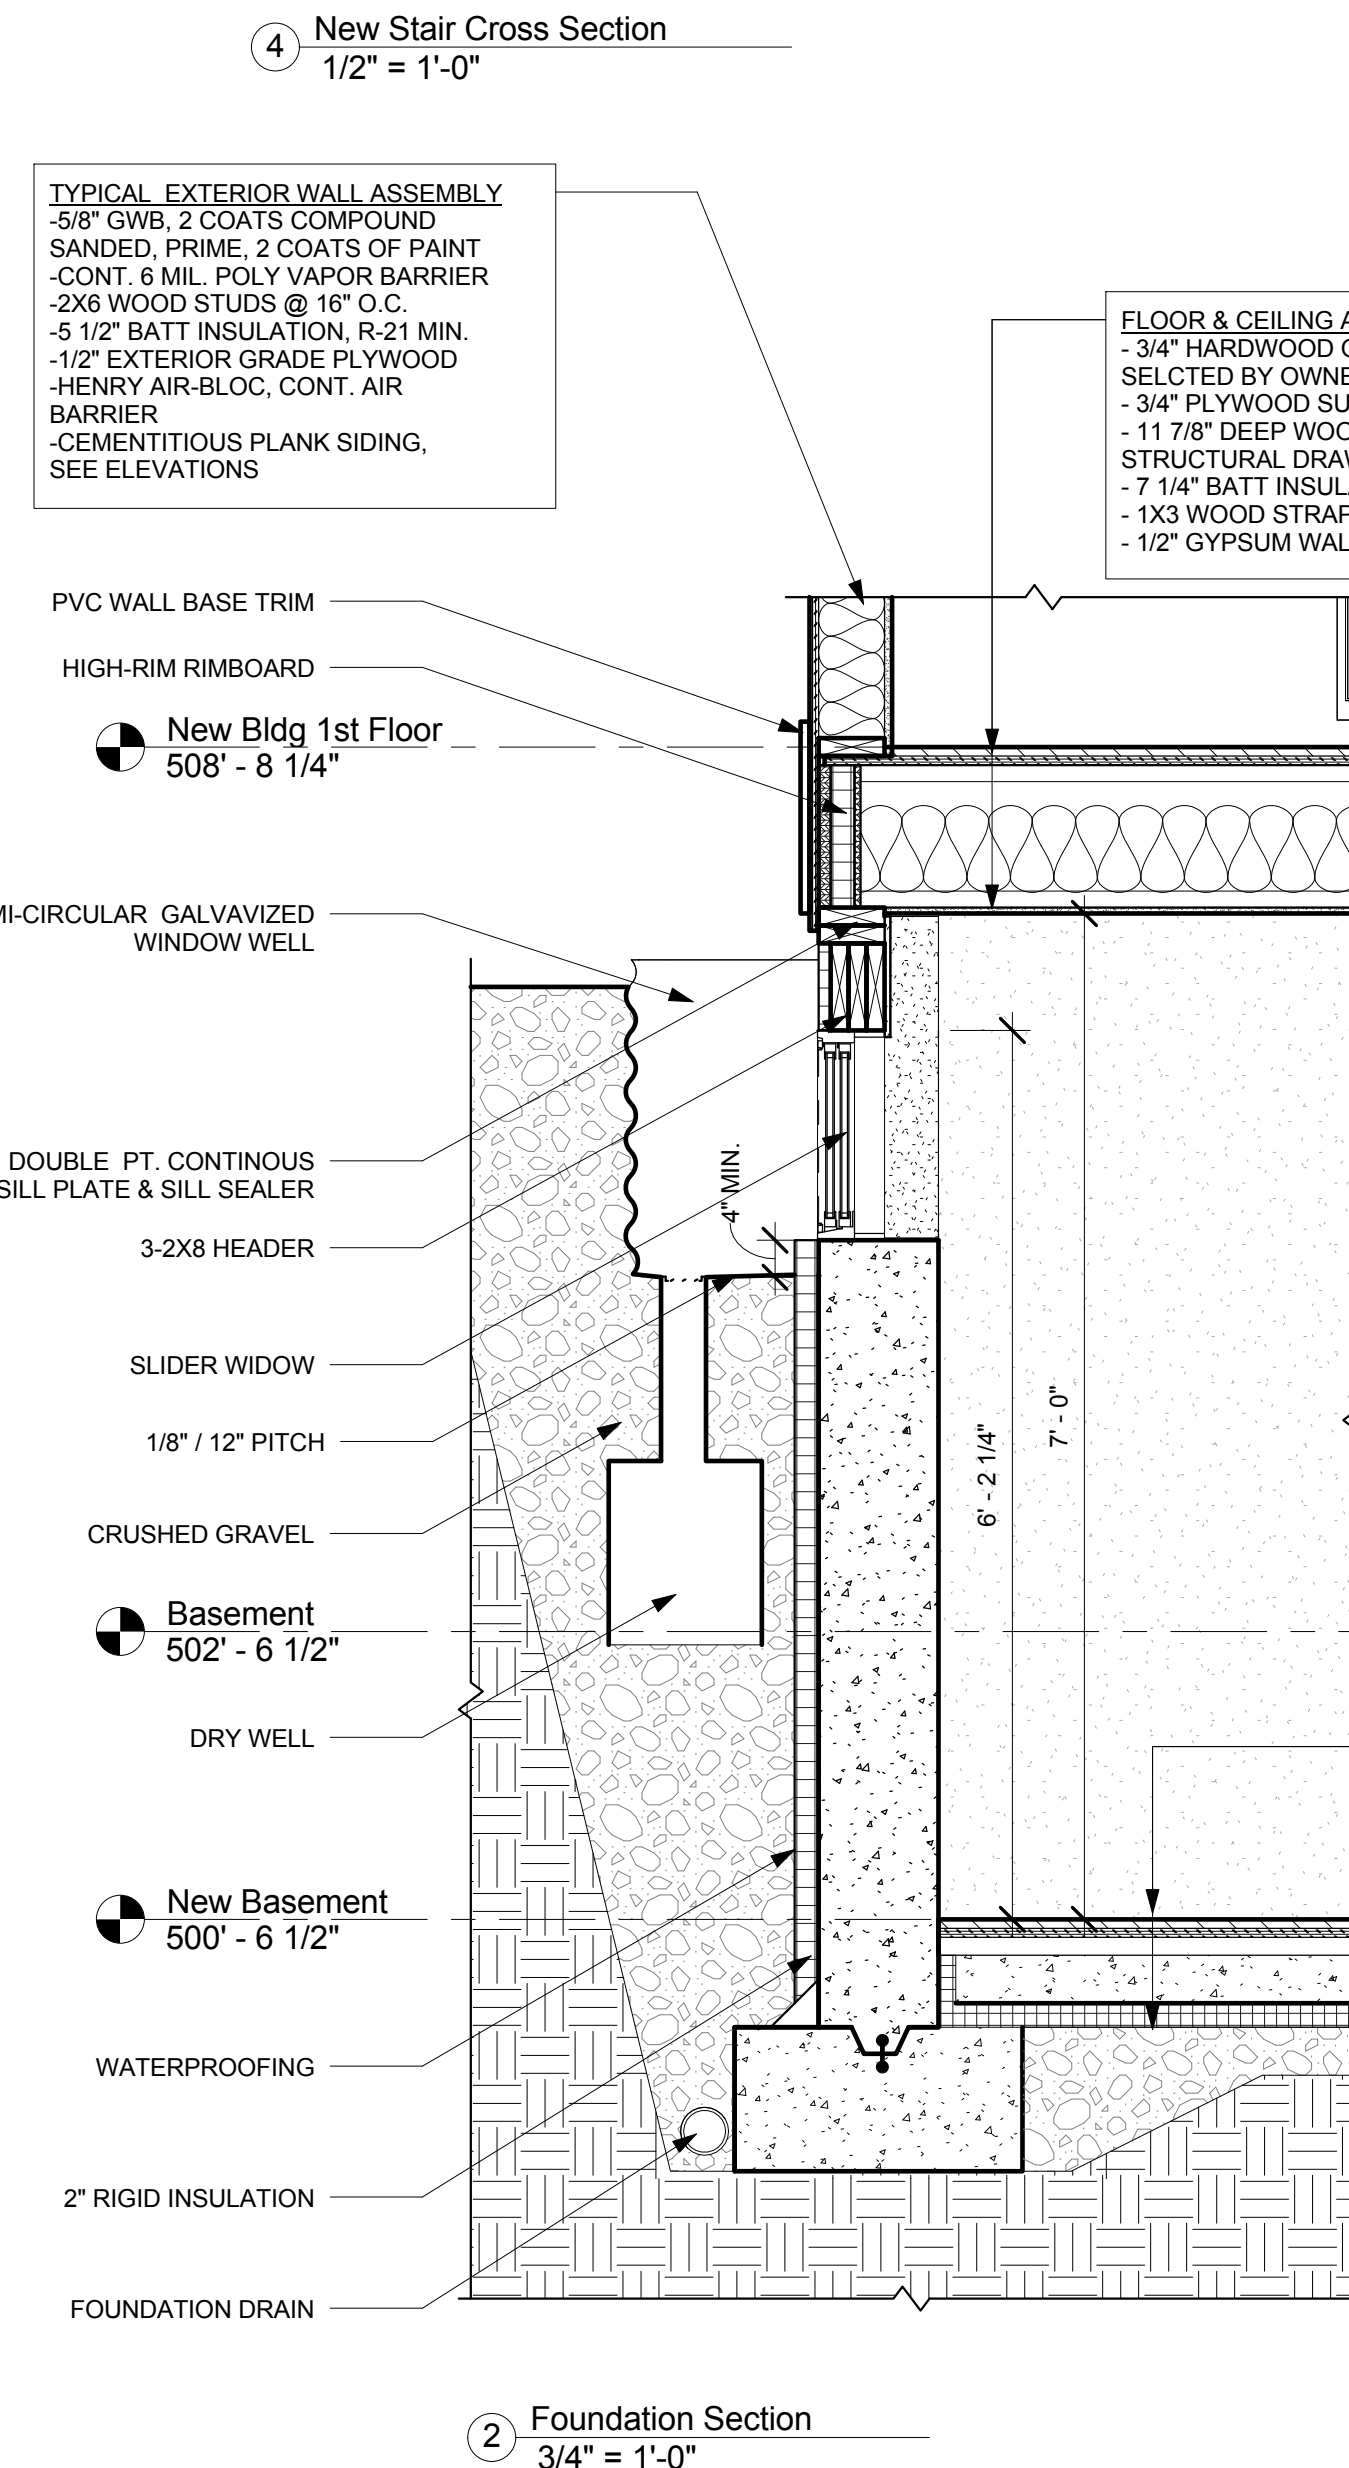 4
New Stair Cross Section
1/2" = 1'-0"
TYPICAL EXTERIOR WALL ASSEMBLY
-5/8" GWB, 2 COATS COMPOUND
SANDED, PRIME, 2 COATS OF PAINT
-CONT. 6 MIL. POLY VAPOR BARRIER
-2X6 WOOD STUDS @ 16" O.C.
-5 1/2" BATT INSULATION, R-21 MIN.
-1/2" EXTERIOR GRADE PLYWOOD
-HENRY AIR-BLOC, CONT. AIR
BARRIER
-CEMENTITIOUS PLANK SIDING,
SEE ELEVATIONS
FLOOR & CEILING A
- 3/4" HARDWOOD
SELCTED BY OWNE
- 3/4" PLYWOOD SU
- 11 7/8" DEEP WOO
STRUCTURAL DRAW
- 7 1/4" BATT INSULA
- 1X3 WOOD STRAP
- 1/2" GYPSUM WAL
PVC WALL BASE TRIM
HIGH-RIM RIMBOARD
New Bldg 1st Floor
508' - 8 1/4"
MI-CIRCULAR GALVAVIZED
WINDOW WELL
DOUBLE PT. CONTINOUS
SILL PLATE & SILL SEALER
4" MIN.
3-2X8 HEADER
SLIDER WIDOW
1/8" / 12" PITCH
6' - 2 1/4"
7' - 0"
CRUSHED GRAVEL
Basement
502' - 6 1/2"
DRY WELL
New Basement
500' - 6 1/2"
WATERPROOFING
2" RIGID INSULATION
FOUNDATION DRAIN
2
Foundation Section
3/4" = 1'-0"